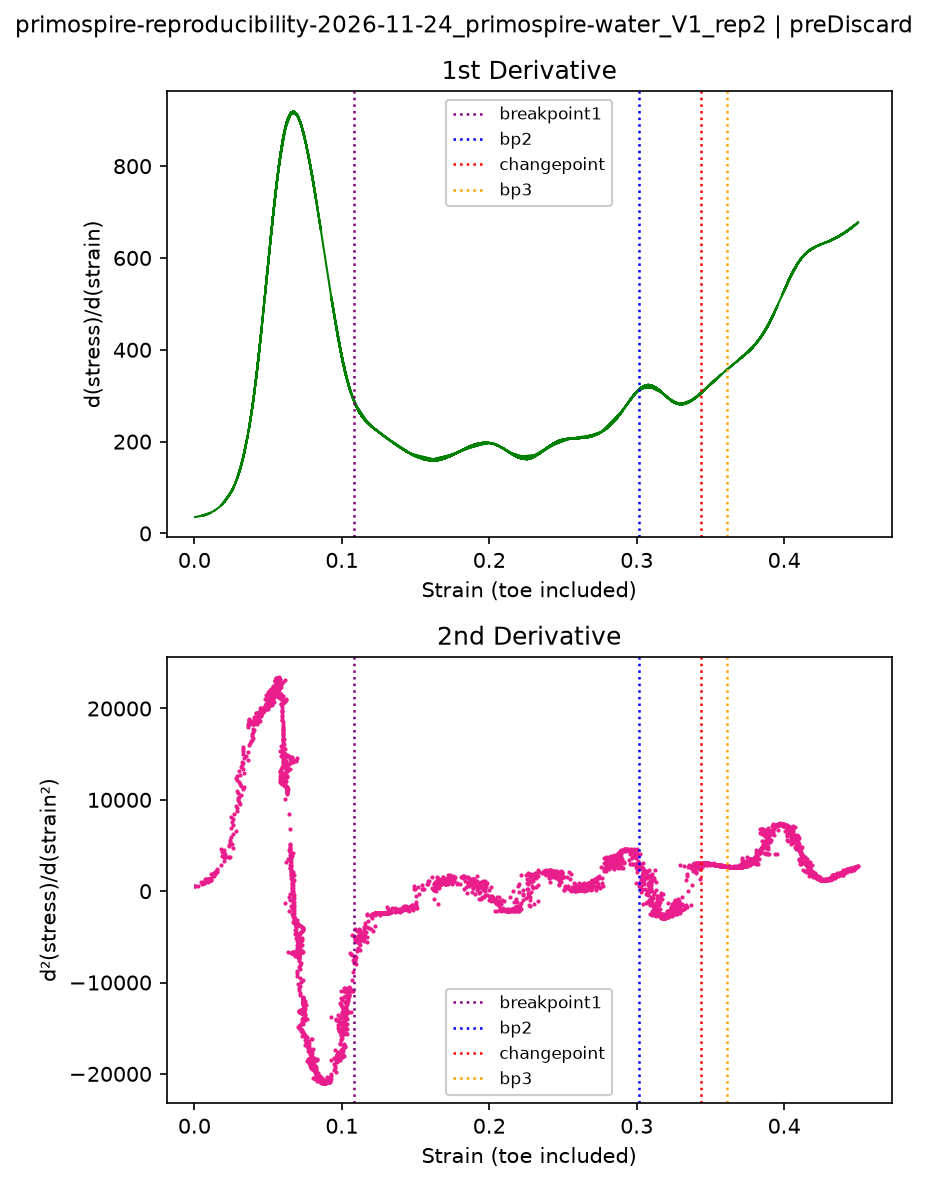 primospire-reproducibility-2026-11-24_primospire-water_V1_rep2 | preDiscard
1st Derivative
d(stress)/d(strain)
800
600
400
200
0
breakpoint1
bp2
changepoint
bp3
0.0 0.1 0.2 0.3 0.4
Strain (toe included)
2nd Derivative
d²(stress)/d(strain²)
20000
10000
0
−10000
−20000
breakpoint1
bp2
changepoint
bp3
0.0 0.1 0.2 0.3 0.4
Strain (toe included)